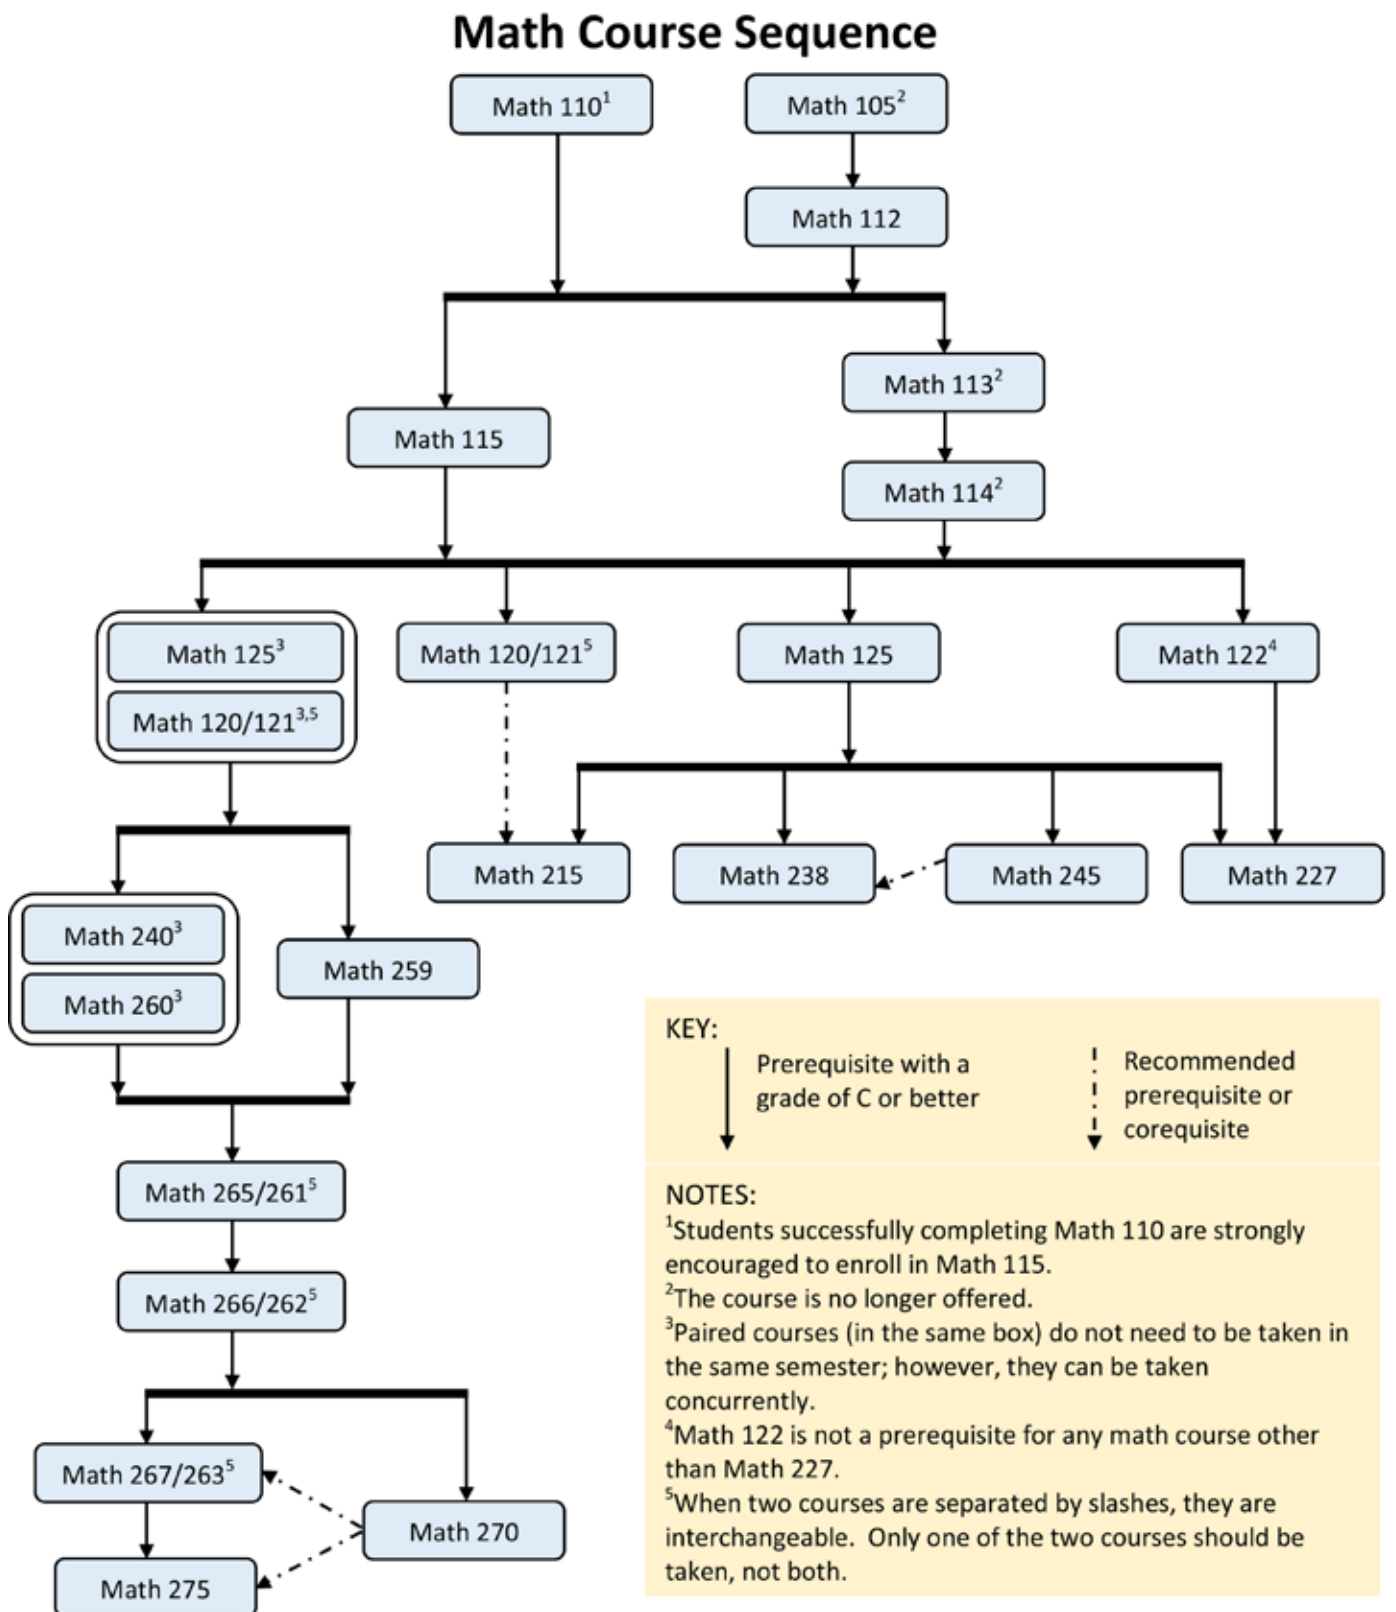 Math Course Sequence
Math 110¹
Math 105²
Math 112
Math 113²
Math 115
Math 114²
Math 125³
Math 120/121³,⁵
Math 120/121⁵
Math 125
Math 122⁴
Math 215
Math 238
Math 245
Math 227
Math 240³
Math 260³
Math 259
Math 265/261⁵
Math 266/262⁵
Math 267/263⁵
Math 270
Math 275
KEY:
Prerequisite with a
grade of C or better
Recommended
prerequisite or
corequisite
NOTES:
¹Students successfully completing Math 110 are strongly
encouraged to enroll in Math 115.
²The course is no longer offered.
³Paired courses (in the same box) do not need to be taken in
the same semester; however, they can be taken
concurrently.
⁴Math 122 is not a prerequisite for any math course other
than Math 227.
⁵When two courses are separated by slashes, they are
interchangeable.  Only one of the two courses should be
taken, not both.